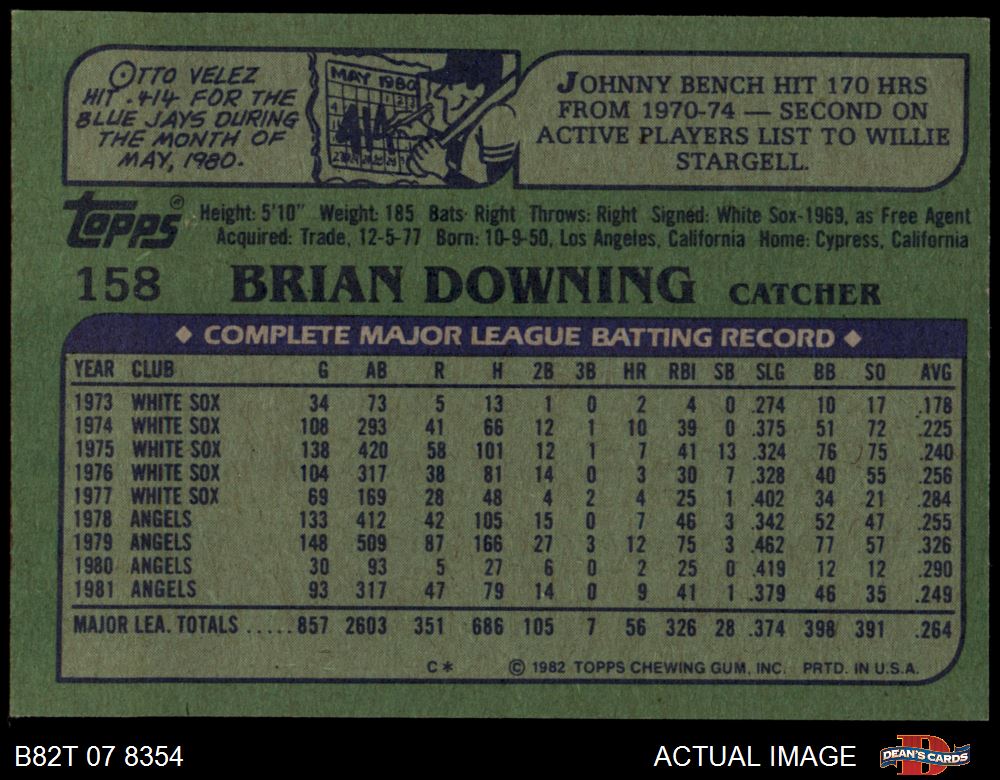 OTTO VELEZ
HIT .414 FOR THE
BLUE JAYS DURING
THE MONTH OF
MAY, 1980.
MAY 1980
.414
JOHNNY BENCH HIT 170 HRS
FROM 1970-74 — SECOND ON
ACTIVE PLAYERS LIST TO WILLIE
STARGELL.
Topps®
Height: 5'10" Weight: 185 Bats: Right Throws: Right Signed: White Sox-1969, as Free Agent
Acquired: Trade, 12-5-77 Born: 10-9-50, Los Angeles, California Home: Cypress, California
158 BRIAN DOWNING CATCHER
◆ COMPLETE MAJOR LEAGUE BATTING RECORD ◆
YEAR CLUB G AB R H 2B 3B HR RBI SB SLG BB SO AVG
1973 WHITE SOX 34 73 5 13 1 0 2 4 0 .274 10 17 .178
1974 WHITE SOX 108 293 41 66 12 1 10 39 0 .375 51 72 .225
1975 WHITE SOX 138 420 58 101 12 1 7 41 13 .324 76 75 .240
1976 WHITE SOX 104 317 38 81 14 0 3 30 7 .328 40 55 .256
1977 WHITE SOX 69 169 28 48 4 2 4 25 1 .402 34 21 .284
1978 ANGELS 133 412 42 105 15 0 7 46 3 .342 52 47 .255
1979 ANGELS 148 509 87 166 27 3 12 75 3 .462 77 57 .326
1980 ANGELS 30 93 5 27 6 0 2 25 0 .419 12 12 .290
1981 ANGELS 93 317 47 79 14 0 9 41 1 .379 46 35 .249
MAJOR LEA. TOTALS .....857 2603 351 686 105 7 56 326 28 .374 398 391 .264
C* © 1982 TOPPS CHEWING GUM, INC. PRTD. IN U.S.A.
B82T 07 8354 ACTUAL IMAGE DEAN'S CARDS